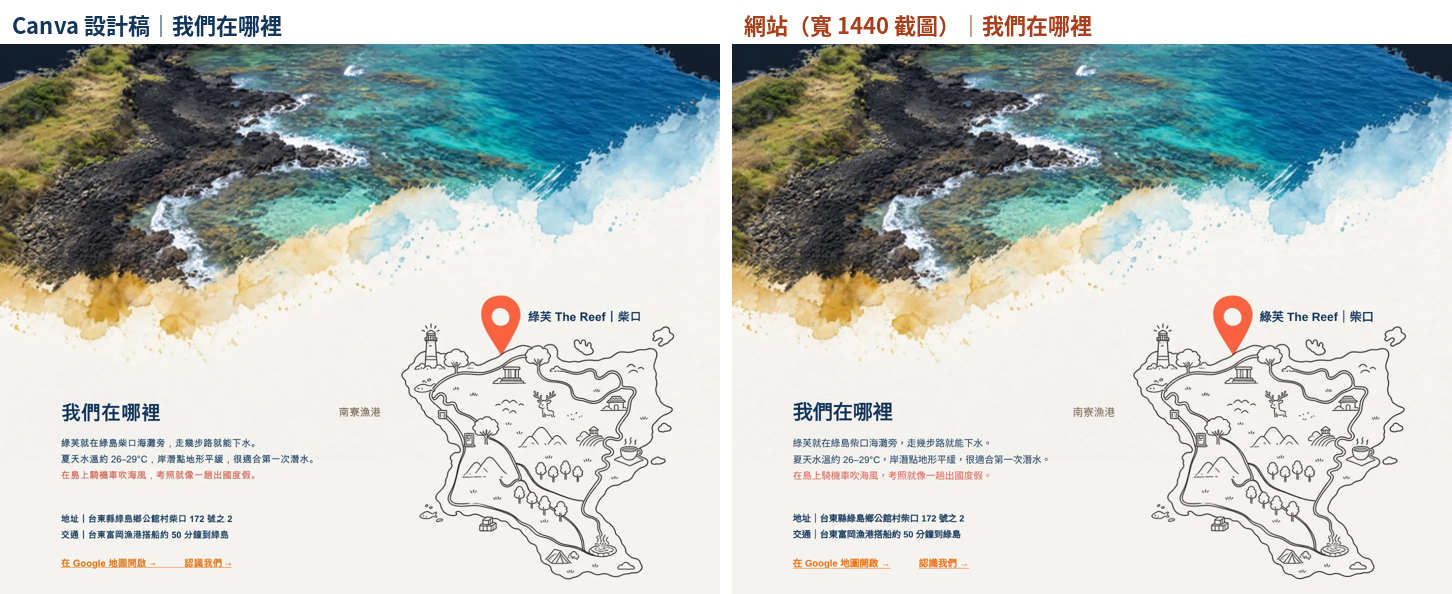 Canva 設計稿｜我們在哪裡
綠芙 The Reef｜柴口
南寮漁港
我們在哪裡
綠芙就在綠島柴口海灘旁，走幾步路就能下水。
夏天水溫約 26–29°C，岸潛點地形平緩，很適合第一次潛水。
在島上騎機車吹海風，考照就像一趟出國度假。
地址｜台東縣綠島鄉公館村柴口 172 號之 2
交通｜台東富岡漁港搭船約 50 分鐘到綠島
在 Google 地圖開啟→ 認識我們→
網站（寬 1440 截圖）｜我們在哪裡
綠芙 The Reef｜柴口
南寮漁港
我們在哪裡
綠芙就在綠島柴口海灘旁，走幾步路就能下水。
夏天水溫約 26–29°C，岸潛點地形平緩，很適合第一次潛水。
在島上騎機車吹海風，考照就像一趟出國度假。
地址｜台東縣綠島鄉公館村柴口 172 號之 2
交通｜台東富岡漁港搭船約 50 分鐘到綠島
在 Google 地圖開啟 → 認識我們 →